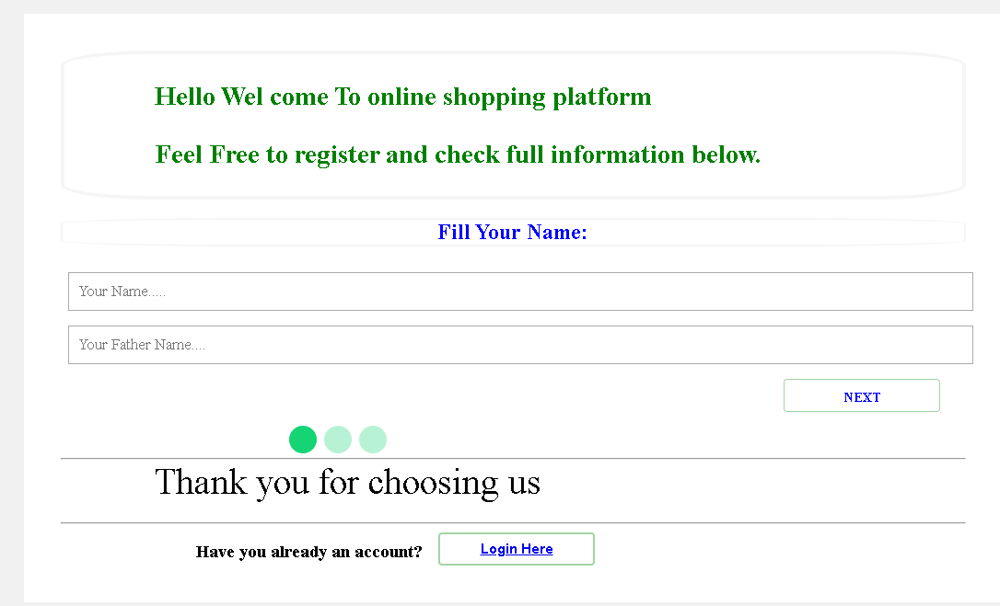 Hello Wel come To online shopping platform
Feel Free to register and check full information below.
Fill Your Name:
Your Name.....
Your Father Name....
NEXT
Thank you for choosing us
Have you already an account? Login Here